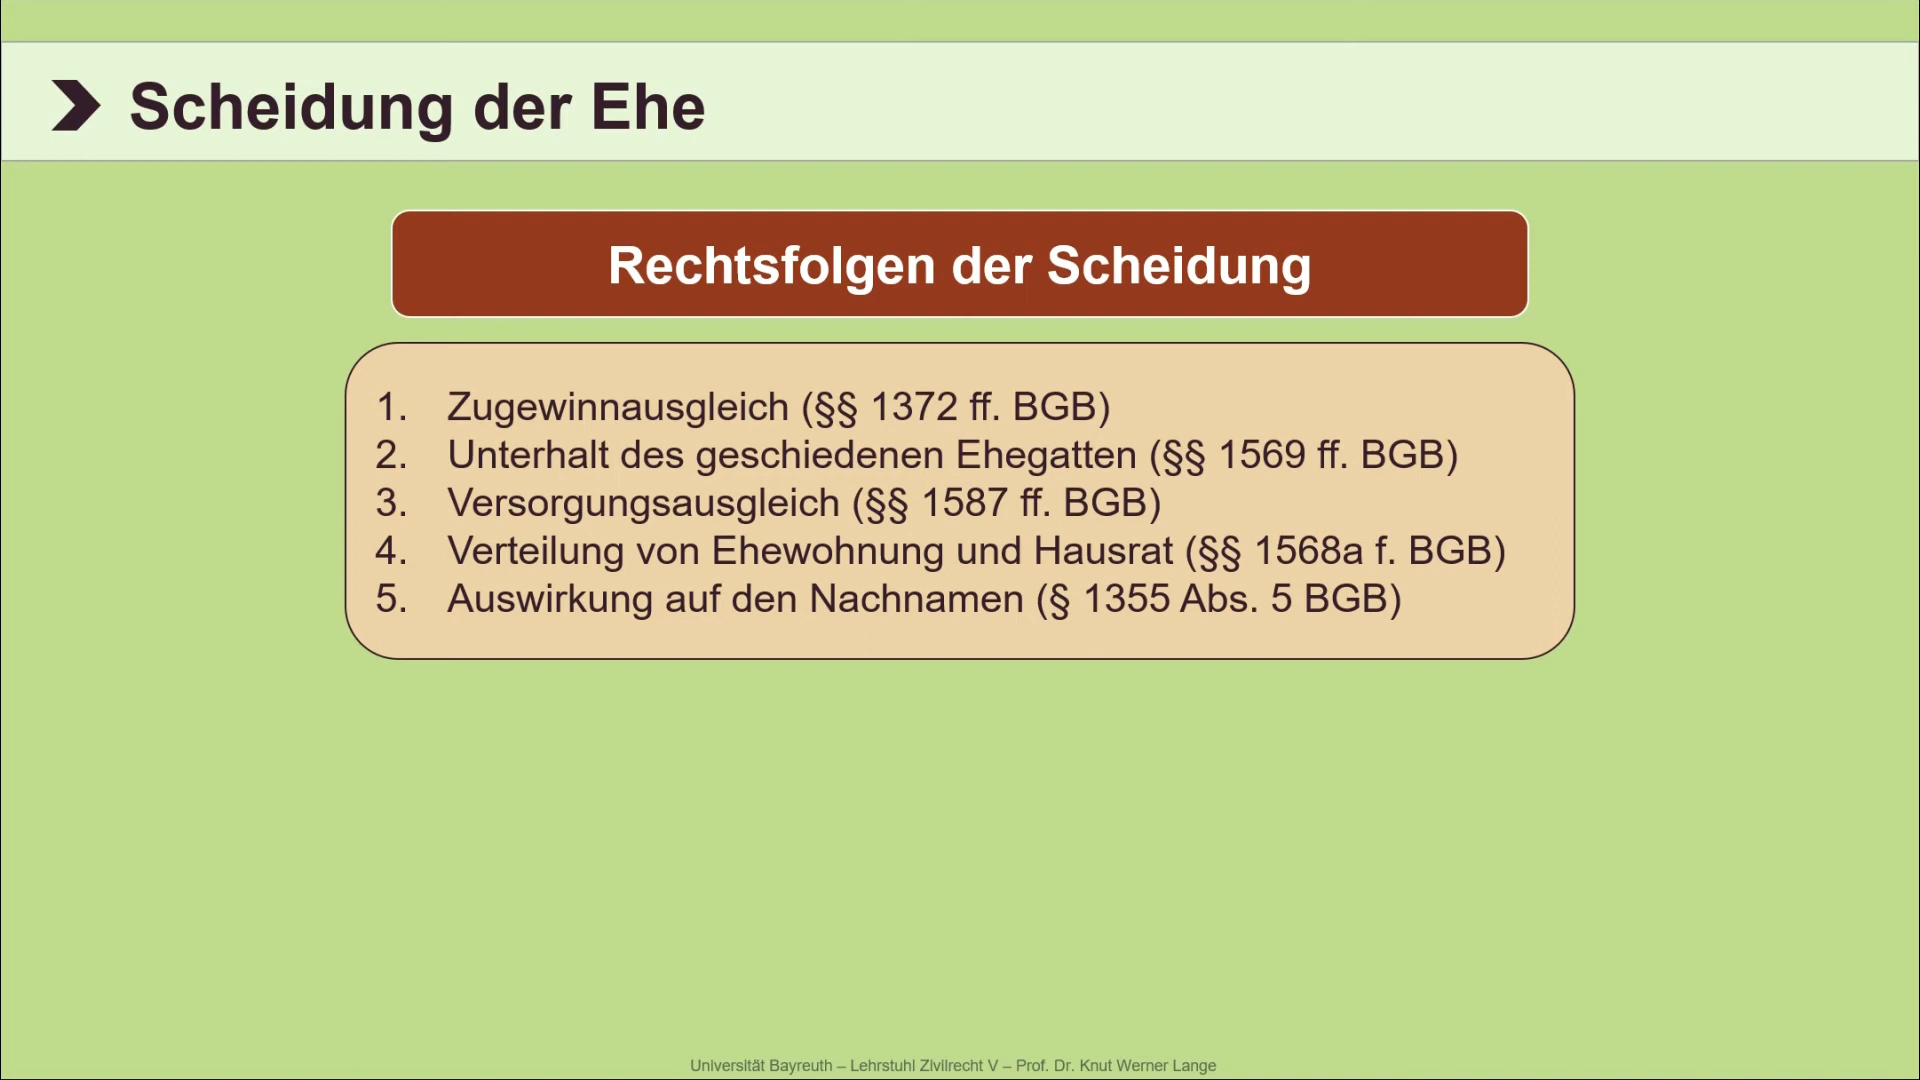 Scheidung der Ehe
Rechtsfolgen der Scheidung
1. Zugewinnausgleich (§§ 1372 ff. BGB)
2. Unterhalt des geschiedenen Ehegatten (§§ 1569 ff. BGB)
3. Versorgungsausgleich (§§ 1587 ff. BGB)
4. Verteilung von Ehewohnung und Hausrat (§§ 1568a f. BGB)
5. Auswirkung auf den Nachnamen (§ 1355 Abs. 5 BGB)
Universität Bayreuth – Lehrstuhl Zivilrecht V – Prof. Dr. Knut Werner Lange